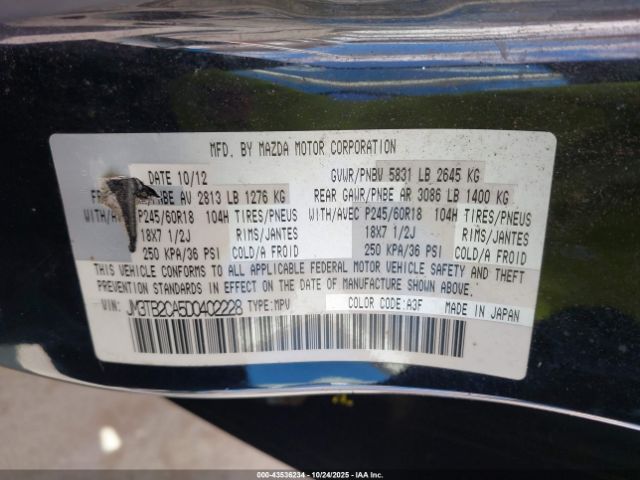 MFD. BY MAZDA MOTOR CORPORATION
DATE 10/12 GVWR/PNBV 5831 LB 2645 KG
AV 2813 LB 1276 KG REAR GAWR/PNBE AR 3086 LB 1400 KG
P245/60R18 104H TIRES/PNEUS WITH/AVEC P245/60R18 104H TIRES/PNEUS
18X7 1/2J RIMS/JANTES 18X7 1/2J RIMS/JANTES
250 KPA/36 PSI COLD/A FROID 250 KPA/36 PSI COLD/A FROID
THIS VEHICLE CONFORMS TO ALL APPLICABLE FEDERAL MOTOR VEHICLE SAFETY AND THEFT
PREVENTION STANDARDS IN EFFECT ON THE DATE OF MANUFACTURE SHOWN ABOVE.
VIN: JM3TB2CA5D0402228 TYPE: MPV COLOR CODE: A3F MADE IN JAPAN
000-43536234 - 10/24/2025 - IAAI.COM